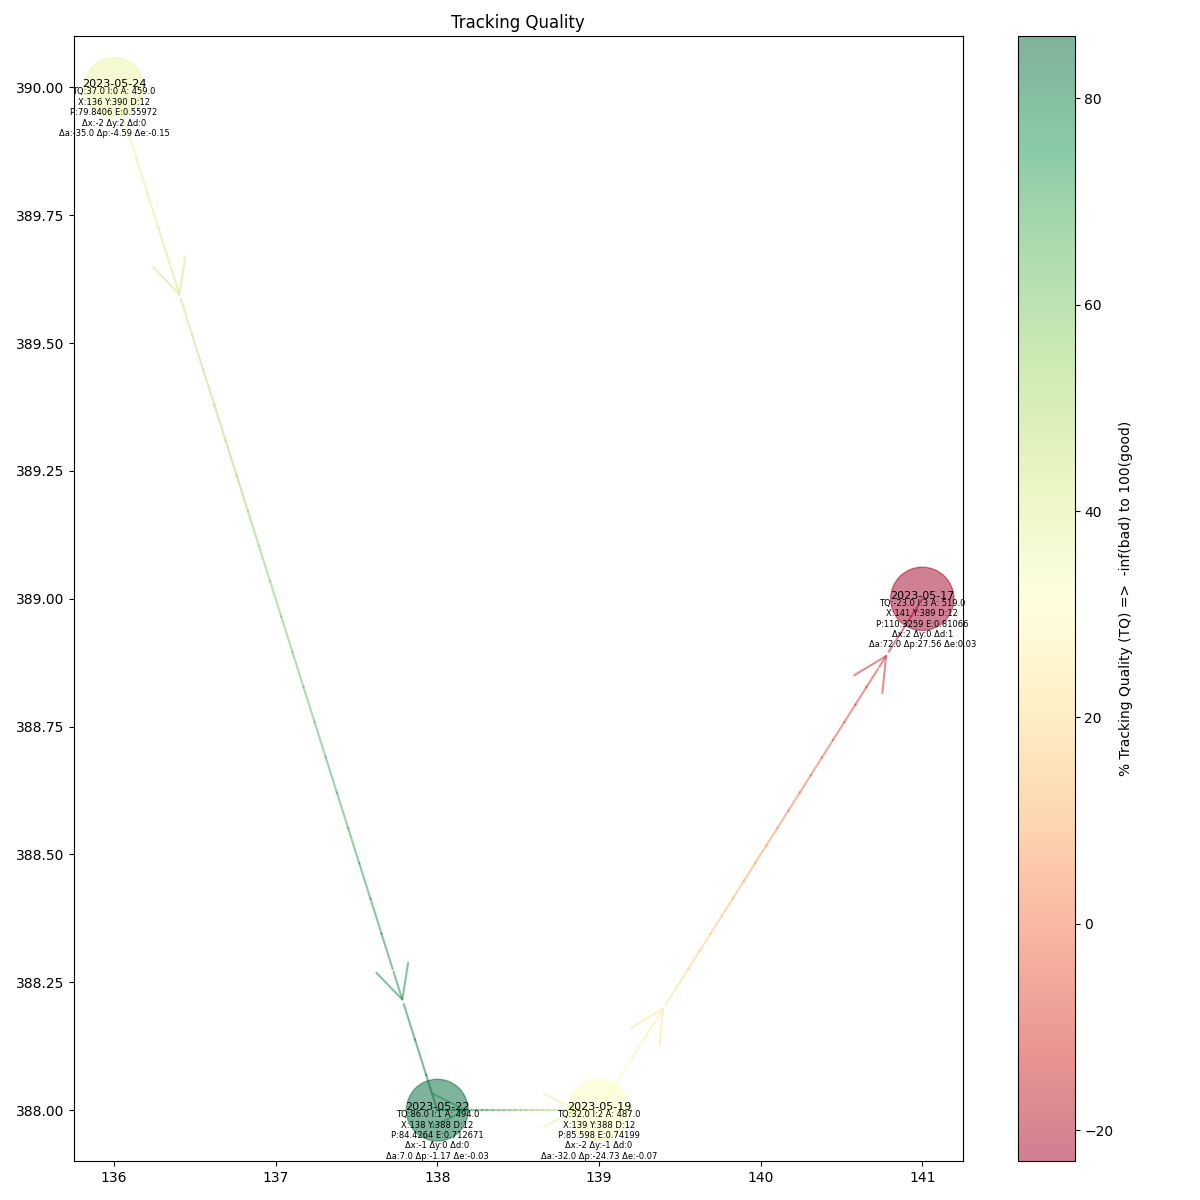 Tracking Quality
390.00
389.75
389.50
389.25
389.00
388.75
388.50
388.25
388.00
2023-05-24
TQ:37.0 I:0 A: 459.0
X:136 Y:390 D:12
P:79.8406 E:0.55972
Δx:-2 Δy:2 Δd:0
Δa:-35.0 Δp:-4.59 Δe:-0.15
2023-05-17
TQ:-23.0 I:3 A: 519.0
X:141 Y:389 D:12
P:110.3259 E:0.81066
Δx:2 Δy:0 Δd:1
Δa:72.0 Δp:27.56 Δe:0.03
2023-05-22
TQ:86.0 I:1 A: 494.0
X:138 Y:388 D:12
P:84.4264 E:0.712671
Δx:-1 Δy:0 Δd:0
Δa:7.0 Δp:-1.17 Δe:-0.03
2023-05-19
TQ:32.0 I:2 A: 487.0
X:139 Y:388 D:12
P:85.598 E:0.74199
Δx:-2 Δy:-1 Δd:0
Δa:-32.0 Δp:-24.73 Δe:-0.07
136
137
138
139
140
141
80
60
40
20
0
−20
% Tracking Quality (TQ) => -inf(bad) to 100(good)